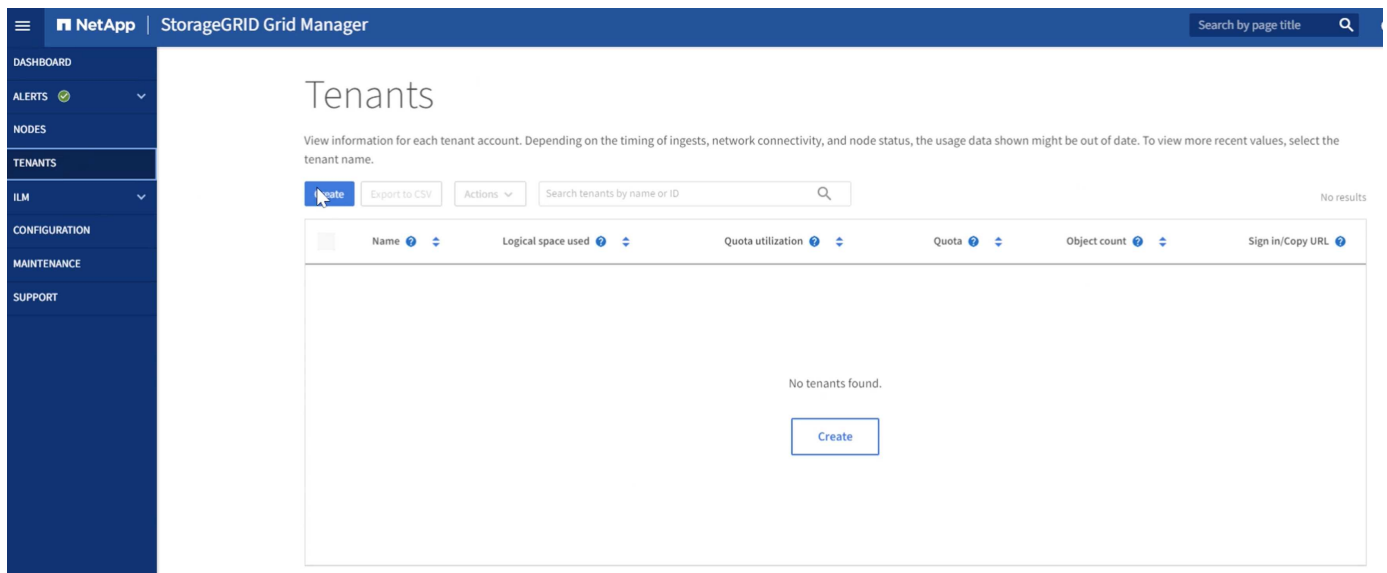 NetApp | StorageGRID Grid Manager
Search by page title
DASHBOARD
ALERTS
NODES
TENANTS
ILM
CONFIGURATION
MAINTENANCE
SUPPORT
Tenants
View information for each tenant account. Depending on the timing of ingests, network connectivity, and node status, the usage data shown might be out of date. To view more recent values, select the
tenant name.
Create Export to CSV Actions Search tenants by name or ID
No results
Name Logical space used Quota utilization Quota Object count Sign in/Copy URL
No tenants found.
Create